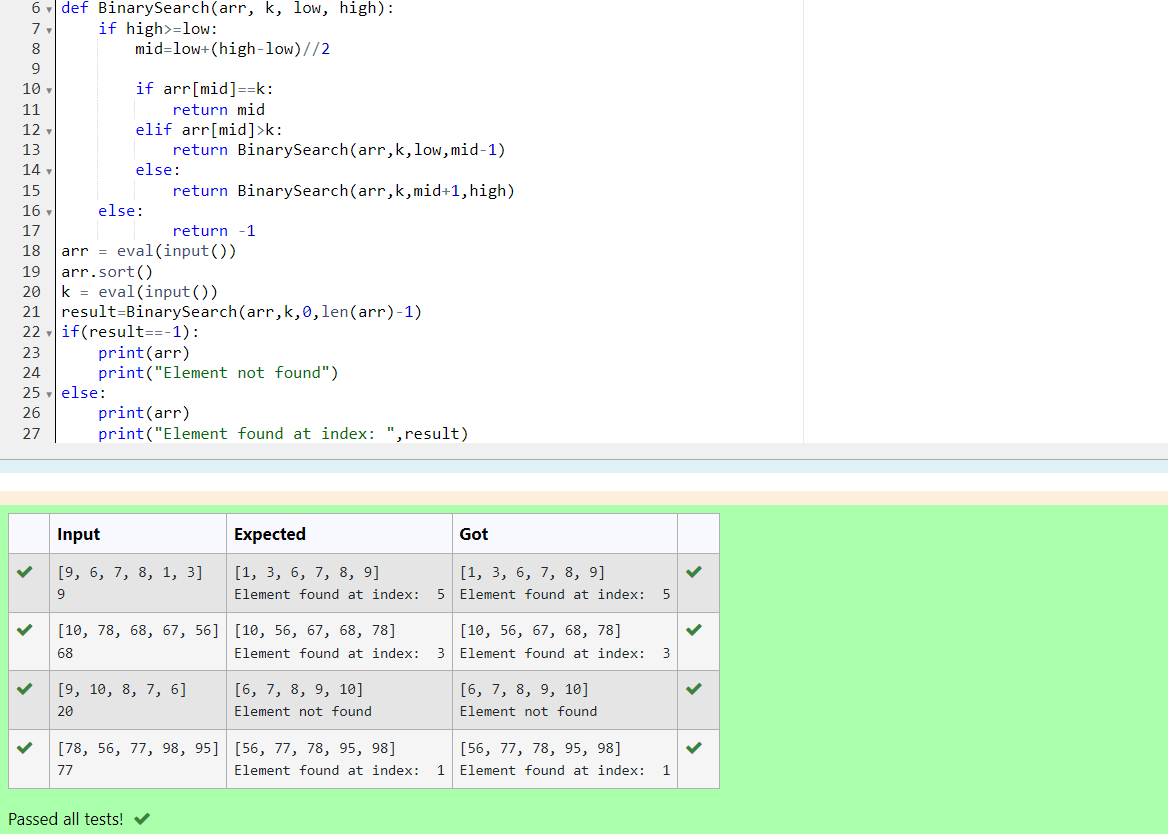 6 def BinarySearch(arr, k, low, high):
7     if high>=low:
8         mid=low+(high-low)//2
9
10         if arr[mid]==k:
11             return mid
12         elif arr[mid]>k:
13             return BinarySearch(arr,k,low,mid-1)
14         else:
15             return BinarySearch(arr,k,mid+1,high)
16     else:
17             return -1
18 arr = eval(input())
19 arr.sort()
20 k = eval(input())
21 result=BinarySearch(arr,k,0,len(arr)-1)
22 if(result==-1):
23     print(arr)
24     print("Element not found")
25 else:
26     print(arr)
27     print("Element found at index: ",result)
Input Expected Got
[9, 6, 7, 8, 1, 3] [1, 3, 6, 7, 8, 9] [1, 3, 6, 7, 8, 9]
9 Element found at index:  5 Element found at index:  5
[10, 78, 68, 67, 56] [10, 56, 67, 68, 78] [10, 56, 67, 68, 78]
68 Element found at index:  3 Element found at index:  3
[9, 10, 8, 7, 6] [6, 7, 8, 9, 10] [6, 7, 8, 9, 10]
20 Element not found Element not found
[78, 56, 77, 98, 95] [56, 77, 78, 95, 98] [56, 77, 78, 95, 98]
77 Element found at index:  1 Element found at index:  1
Passed all tests!